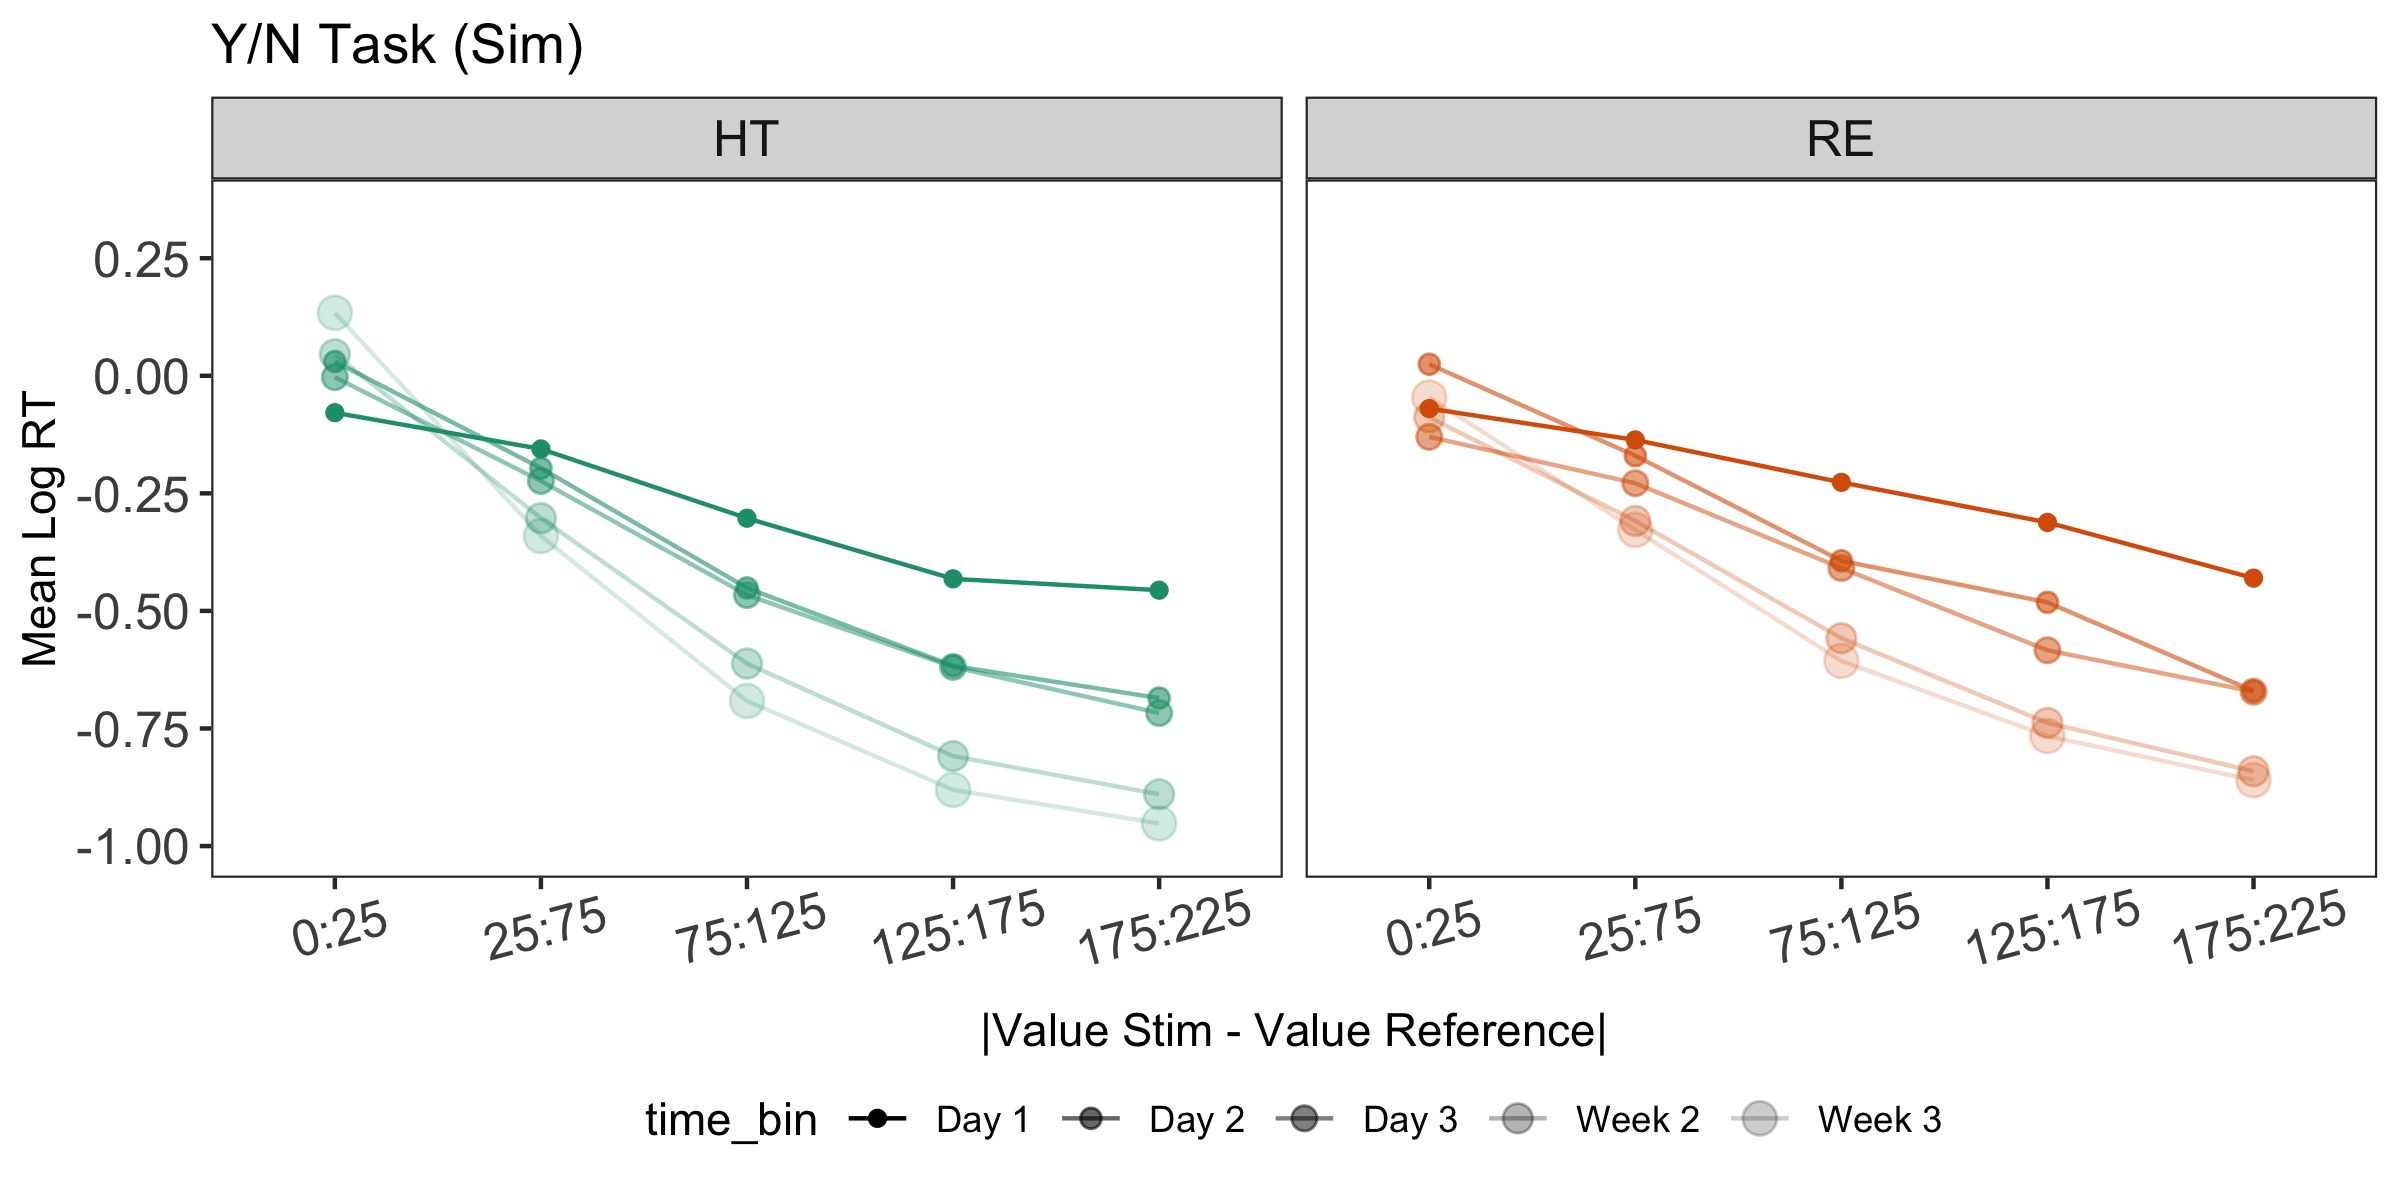 Y/N Task (Sim)
HT
RE
Mean Log RT
0.25
0.00
-0.25
-0.50
-0.75
-1.00
0:25 25:75 75:125 125:175 175:225
0:25 25:75 75:125 125:175 175:225
|Value Stim - Value Reference|
time_bin Day 1 Day 2 Day 3 Week 2 Week 3